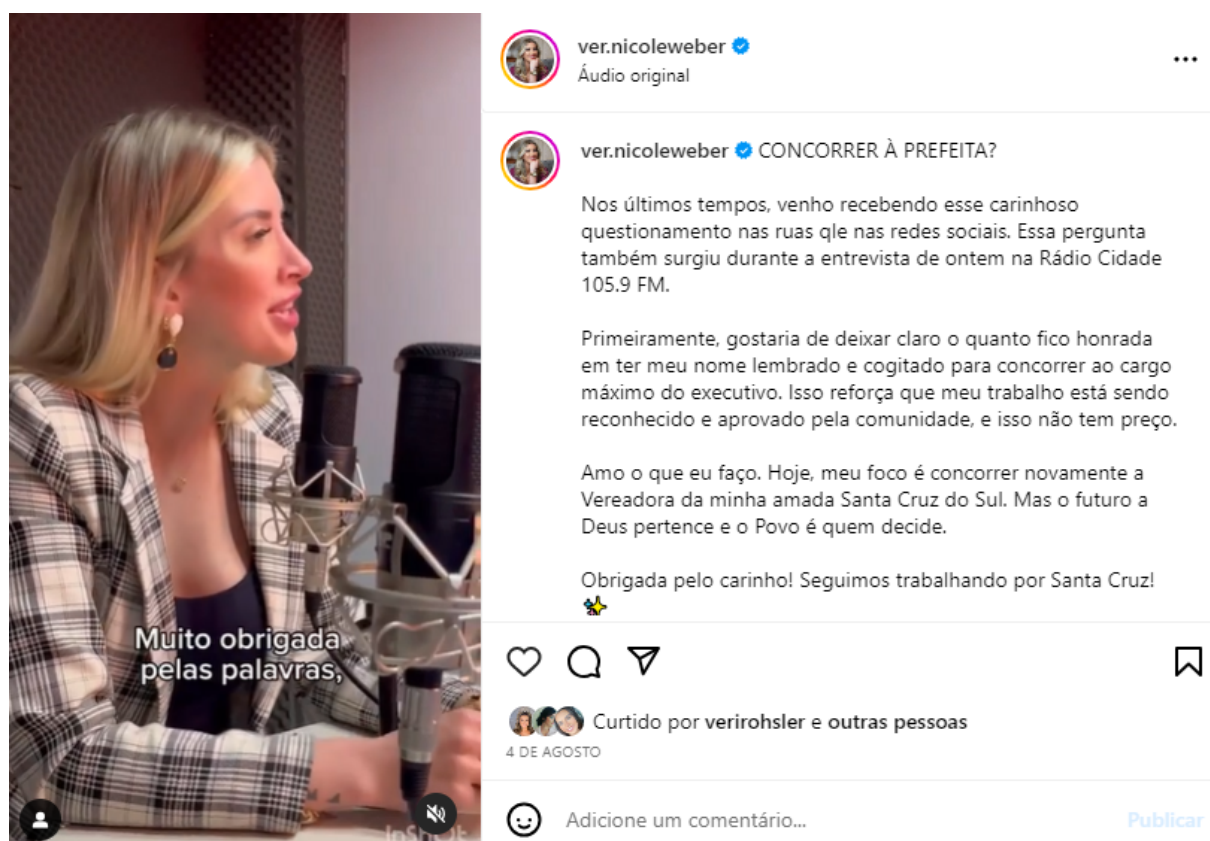 ver.nicoleweber
Áudio original
ver.nicoleweber CONCORRER À PREFEITA?
Nos últimos tempos, venho recebendo esse carinhoso
questionamento nas ruas qle nas redes sociais. Essa pergunta
também surgiu durante a entrevista de ontem na Rádio Cidade
105.9 FM.
Primeiramente, gostaria de deixar claro o quanto fico honrada
em ter meu nome lembrado e cogitado para concorrer ao cargo
máximo do executivo. Isso reforça que meu trabalho está sendo
reconhecido e aprovado pela comunidade, e isso não tem preço.
Amo o que eu faço. Hoje, meu foco é concorrer novamente a
Vereadora da minha amada Santa Cruz do Sul. Mas o futuro a
Deus pertence e o Povo é quem decide.
Obrigada pelo carinho! Seguimos trabalhando por Santa Cruz!
Muito obrigada
pelas palavras,
InShOt
Curtido por verirohsler e outras pessoas
4 DE AGOSTO
Adicione um comentário...
Publicar